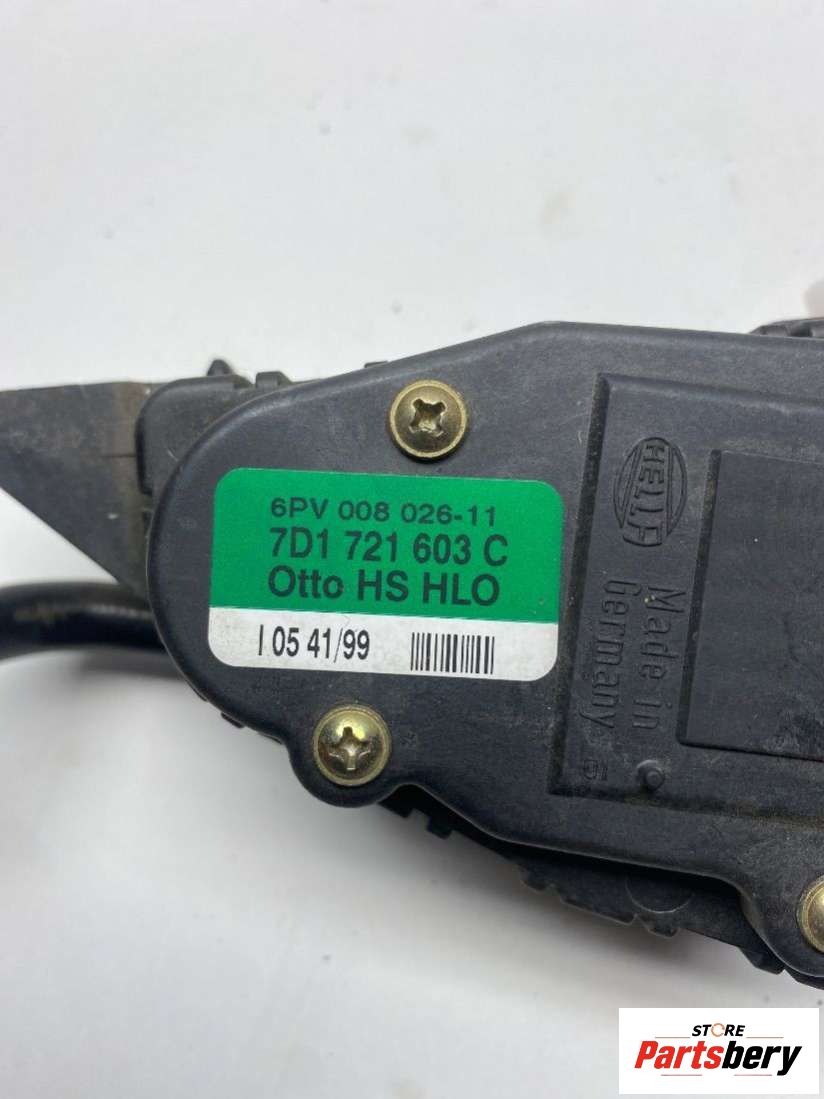 6PV 008 026-11
7D1 721 603 C
Otto HS HLO
I 05 41/99
HELLA
Made in
Germany
STORE
Partsbery